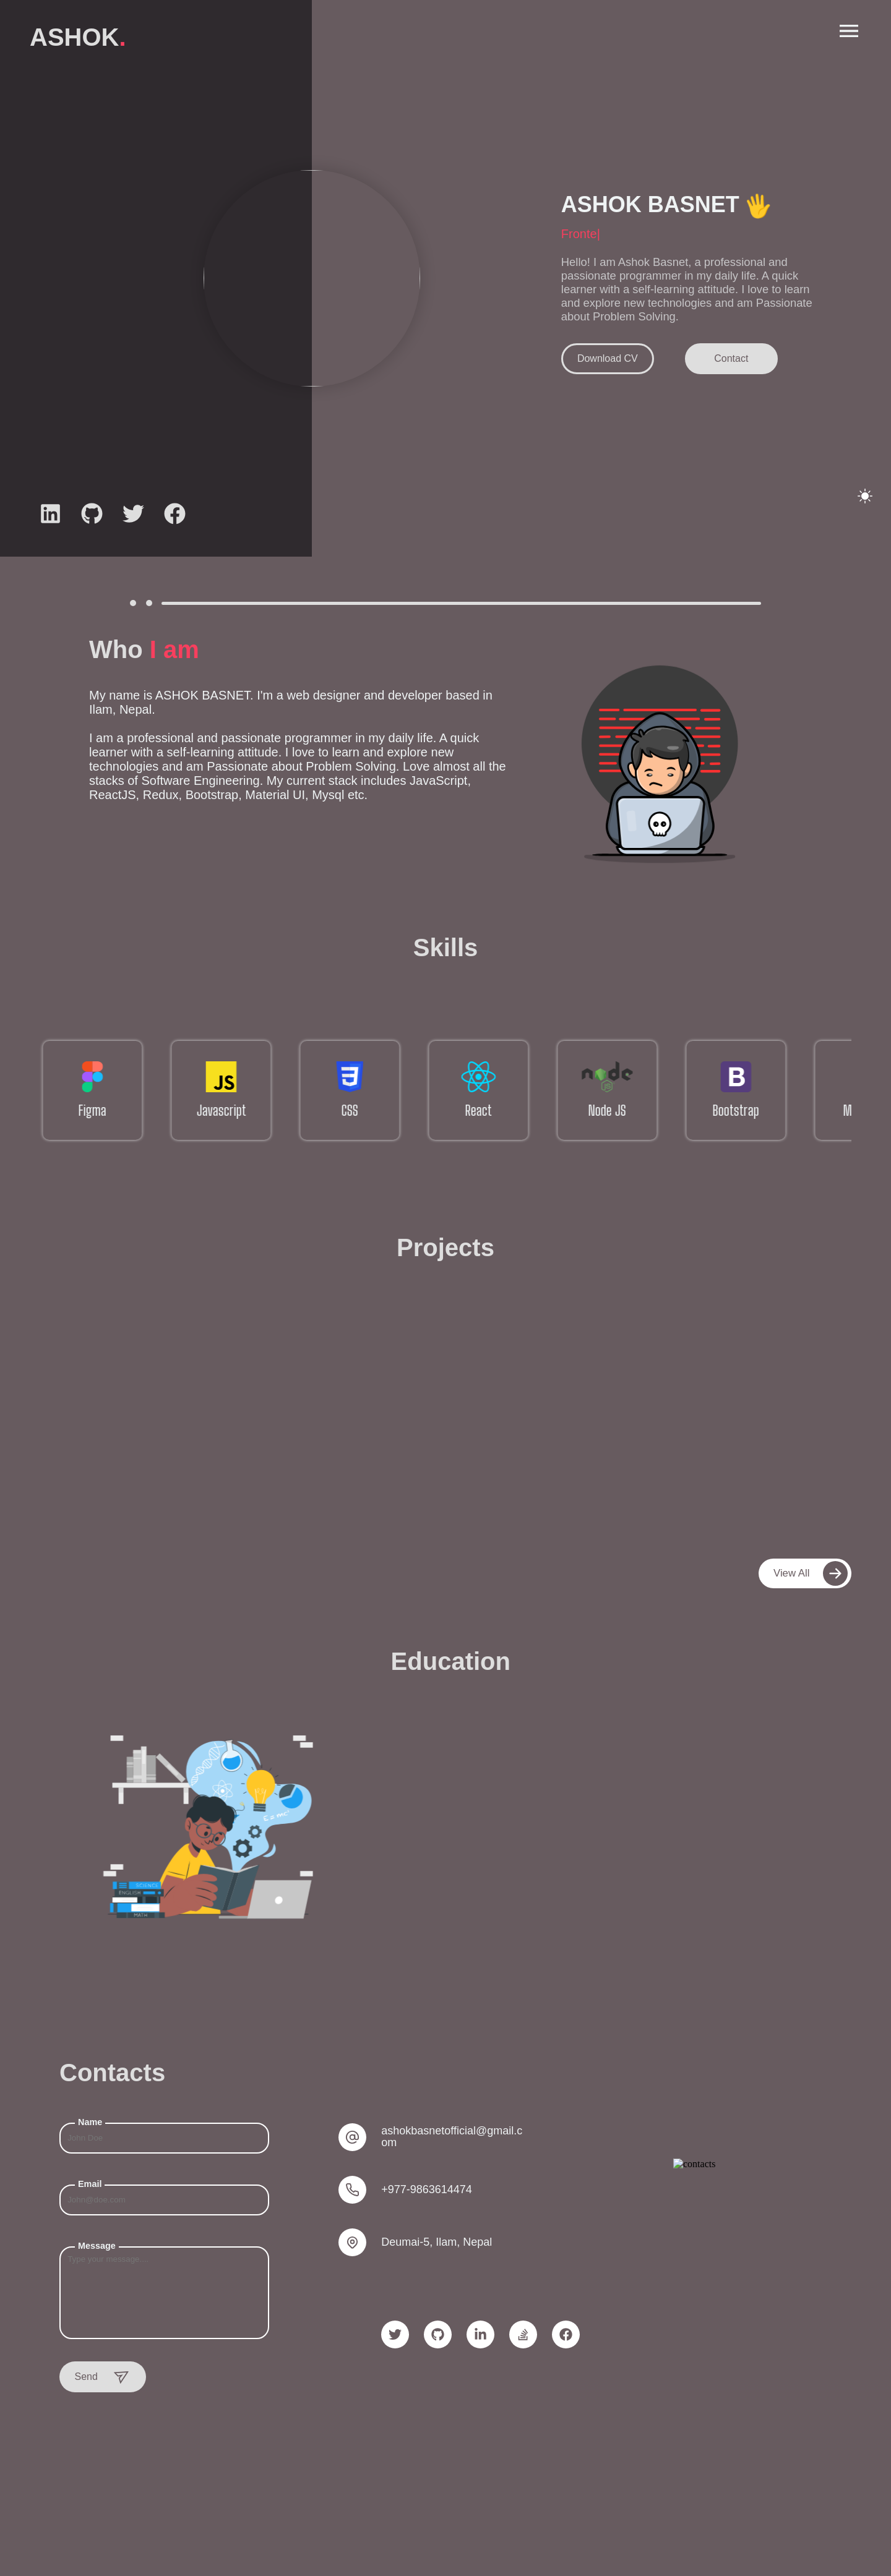 ASHOK.
ASHOK BASNET 🖐
Fronte|
Hello! I am Ashok Basnet, a professional and
passionate programmer in my daily life. A quick
learner with a self-learning attitude. I love to learn
and explore new technologies and am Passionate
about Problem Solving.
Download CV
Contact
Who I am
My name is ASHOK BASNET. I'm a web designer and developer based in
Ilam, Nepal.
I am a professional and passionate programmer in my daily life. A quick
learner with a self-learning attitude. I love to learn and explore new
technologies and am Passionate about Problem Solving. Love almost all the
stacks of Software Engineering. My current stack includes JavaScript,
ReactJS, Redux, Bootstrap, Material UI, Mysql etc.
Skills
JS
3
node
JS
B
Figma
Javascript
CSS
React
Node JS
Bootstrap
M
Projects
View All
Education
SCIENCE
ENGLISH
MATH
Contacts
Name
John Doe
Email
John@doe.com
Message
Type your message....
Send
ashokbasnetofficial@gmail.c
om
+977-9863614474
Deumai-5, Ilam, Nepal
contacts